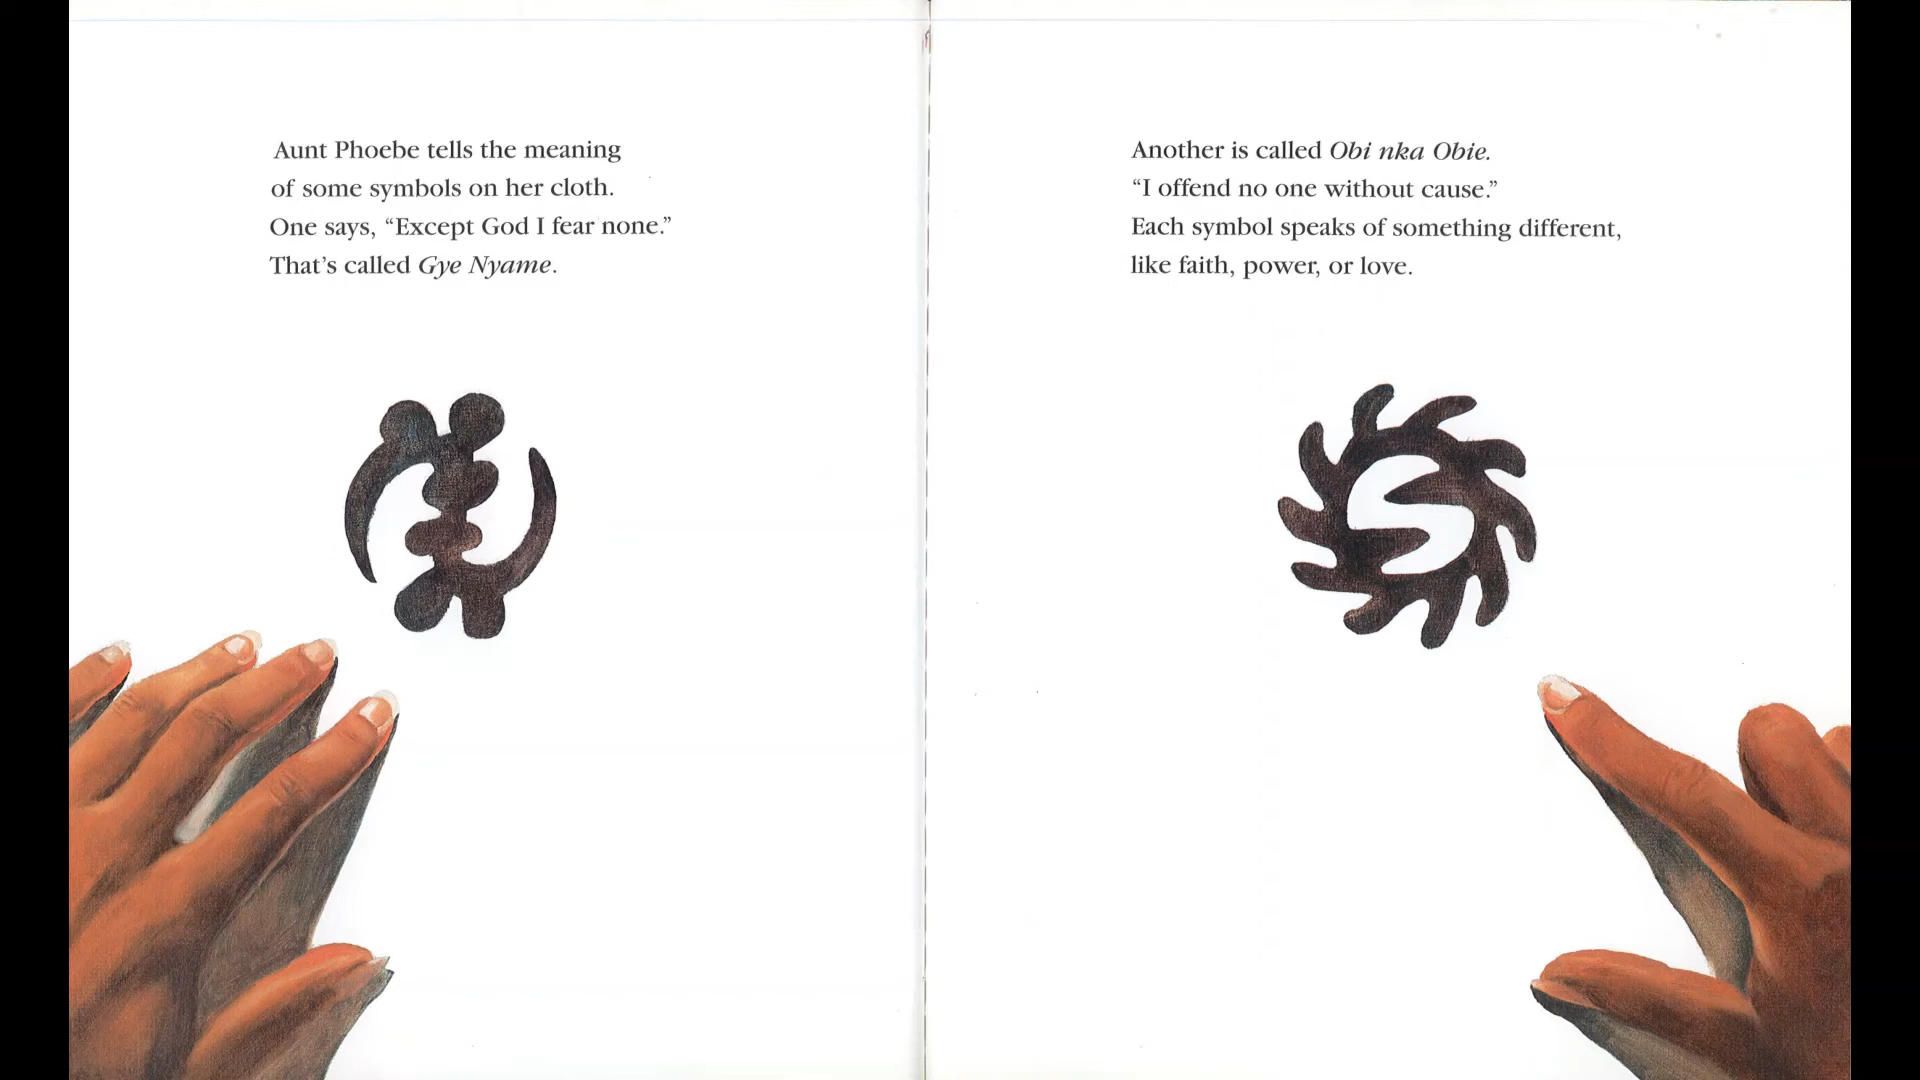 Aunt Phoebe tells the meaning
of some symbols on her cloth.
One says, “Except God I fear none.”
That’s called Gye Nyame.
Another is called Obi nka Obie.
“I offend no one without cause.”
Each symbol speaks of something different,
like faith, power, or love.